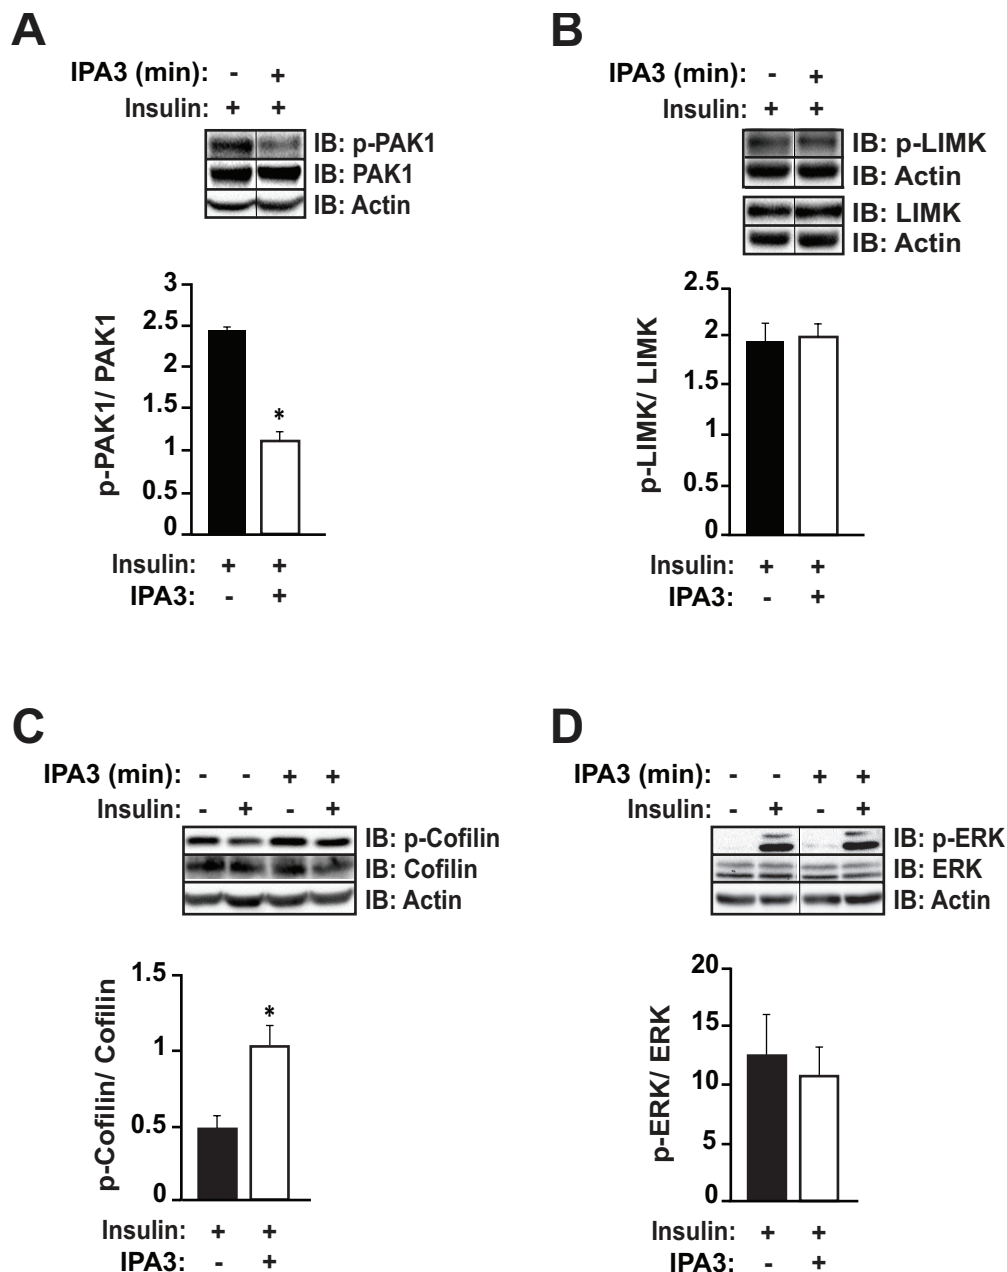 A
IPA3 (min): - +
Insulin: + +
IB: p-PAK1
IB: PAK1
IB: Actin
3
2.5
2
1.5
1
0.5
0
p-PAK1/ PAK1
*
Insulin: + +
IPA3: - +
B
IPA3 (min): - +
Insulin: + +
IB: p-LIMK
IB: Actin
IB: LIMK
IB: Actin
2.5
2
1.5
1
0.5
0
p-LIMK/ LIMK
Insulin: + +
IPA3: - +
C
IPA3 (min): - - + +
Insulin: - + - +
IB: p-Cofilin
IB: Cofilin
IB: Actin
1.5
1
0.5
0
p-Cofilin/ Cofilin
*
Insulin: + +
IPA3: - +
D
IPA3 (min): - - + +
Insulin: - + - +
IB: p-ERK
IB: ERK
IB: Actin
20
15
10
5
0
p-ERK/ ERK
Insulin: + +
IPA3: - +